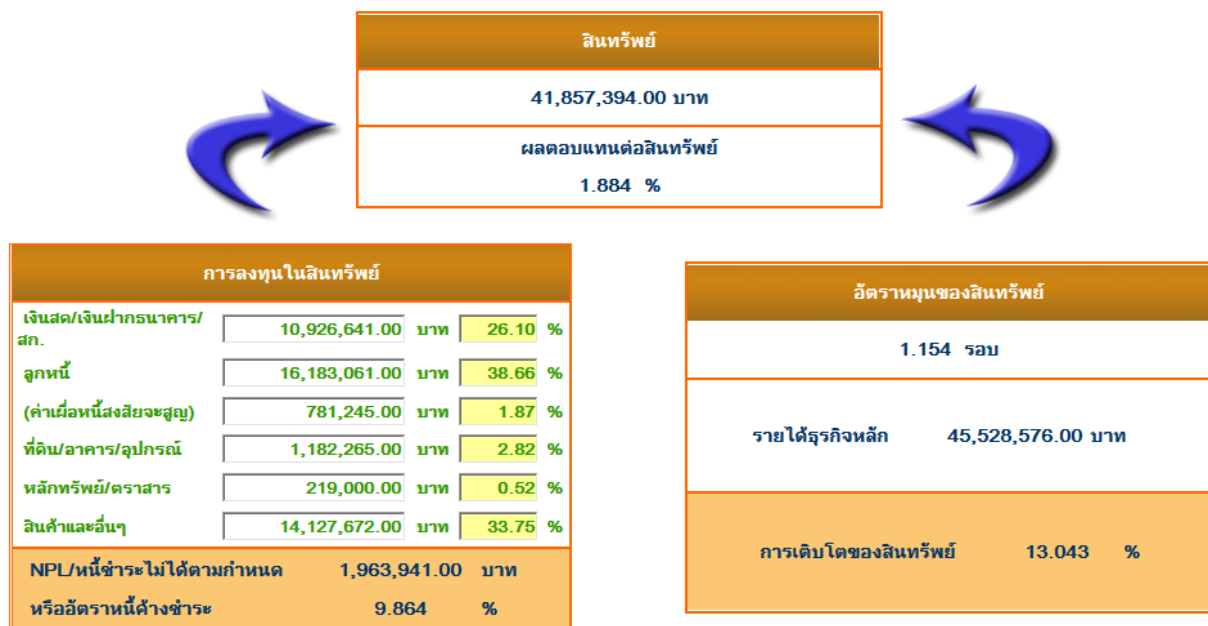 สินทรัพย์
41,857,394.00 บาท
ผลตอบแทนต่อสินทรัพย์
1.884 %
การลงทุนในสินทรัพย์
เงินสด/เงินฝากธนาคาร/
สก. 10,926,641.00 บาท 26.10 %
ลูกหนี้ 16,183,061.00 บาท 38.66 %
(ค่าเผื่อหนี้สงสัยจะสูญ) 781,245.00 บาท 1.87 %
ที่ดิน/อาคาร/อุปกรณ์ 1,182,265.00 บาท 2.82 %
หลักทรัพย์/ตราสาร 219,000.00 บาท 0.52 %
สินค้าและอื่นๆ 14,127,672.00 บาท 33.75 %
NPL/หนี้ชำระไม่ได้ตามกำหนด 1,963,941.00 บาท
หรืออัตราหนี้ค้างชำระ 9.864 %
อัตราหมุนของสินทรัพย์
1.154 รอบ
รายได้ธุรกิจหลัก 45,528,576.00 บาท
การเติบโตของสินทรัพย์ 13.043 %